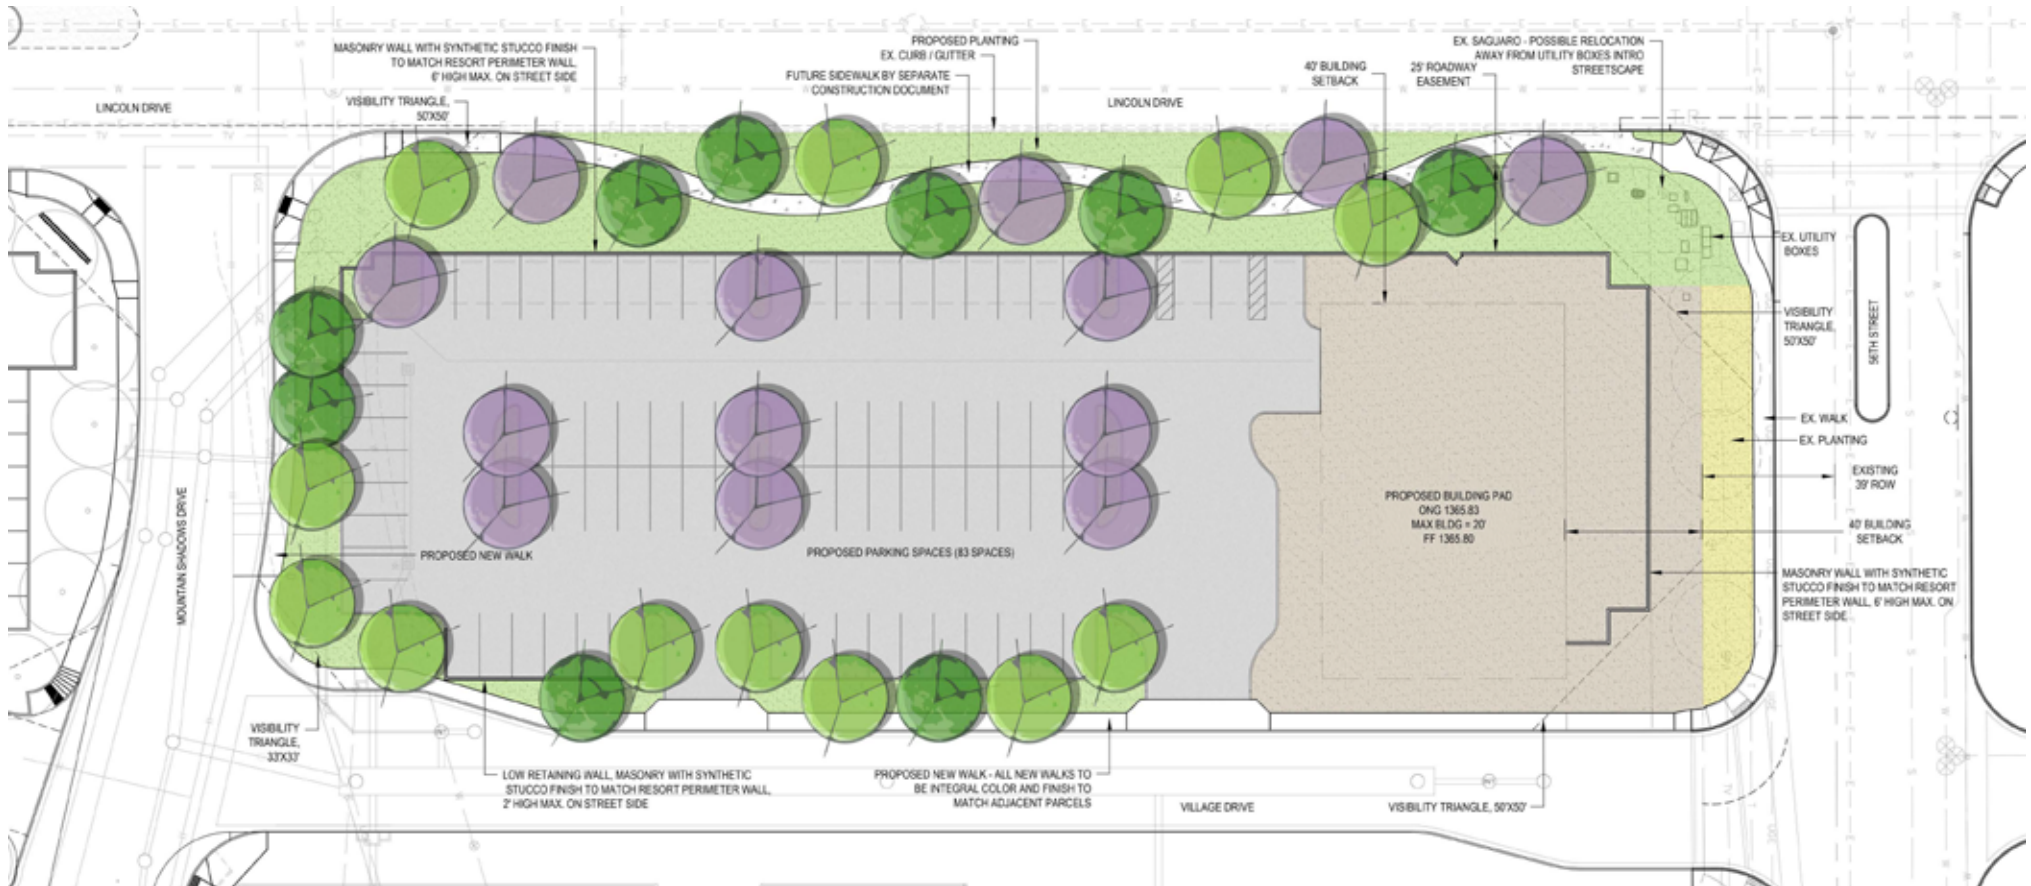 MASONRY WALL WITH SYNTHETIC STUCCO FINISH
TO MATCH RESORT PERIMETER WALL,
6' HIGH MAX. ON STREET SIDE
PROPOSED PLANTING
EX. CURB / GUTTER
FUTURE SIDEWALK BY SEPARATE
CONSTRUCTION DOCUMENT
40' BUILDING
SETBACK
25' ROADWAY
EASEMENT
EX. SAGUARO - POSSIBLE RELOCATION
AWAY FROM UTILITY BOXES INTRO
STREETSCAPE
LINCOLN DRIVE
VISIBILITY TRIANGLE,
50'X50'
LINCOLN DRIVE
EX. UTILITY
BOXES
VISIBILITY
TRIANGLE,
50'X50'
56TH STREET
EX. WALK
EX. PLANTING
EXISTING
39' ROW
40' BUILDING
SETBACK
MASONRY WALL WITH SYNTHETIC
STUCCO FINISH TO MATCH RESORT
PERIMETER WALL, 6' HIGH MAX. ON
STREET SIDE
PROPOSED BUILDING PAD
ONG 1365.83
MAX BLDG = 20'
FF 1365.80
MOUNTAIN SHADOWS DRIVE
PROPOSED NEW WALK
PROPOSED PARKING SPACES (83 SPACES)
VISIBILITY
TRIANGLE,
33'X33'
LOW RETAINING WALL, MASONRY WITH SYNTHETIC
STUCCO FINISH TO MATCH RESORT PERIMETER WALL,
2' HIGH MAX. ON STREET SIDE
PROPOSED NEW WALK - ALL NEW WALKS TO
BE INTEGRAL COLOR AND FINISH TO
MATCH ADJACENT PARCELS
VILLAGE DRIVE
VISIBILITY TRIANGLE, 50'X50'